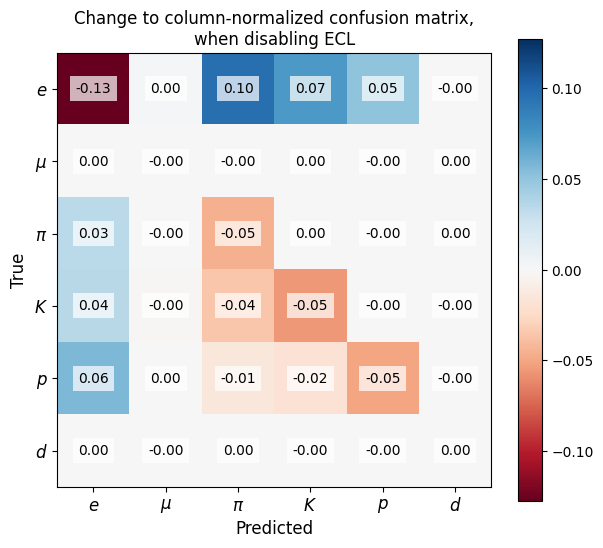 Change to column-normalized confusion matrix,
when disabling ECL
e -0.13 0.00 0.10 0.07 0.05 -0.00
μ 0.00 -0.00 -0.00 0.00 -0.00 0.00
π 0.03 -0.00 -0.05 0.00 -0.00 0.00
K 0.04 -0.00 -0.04 -0.05 -0.00 -0.00
p 0.06 0.00 -0.01 -0.02 -0.05 -0.00
d 0.00 -0.00 0.00 -0.00 -0.00 0.00
e μ π K p d
Predicted
True
0.10
0.05
0.00
−0.05
−0.10